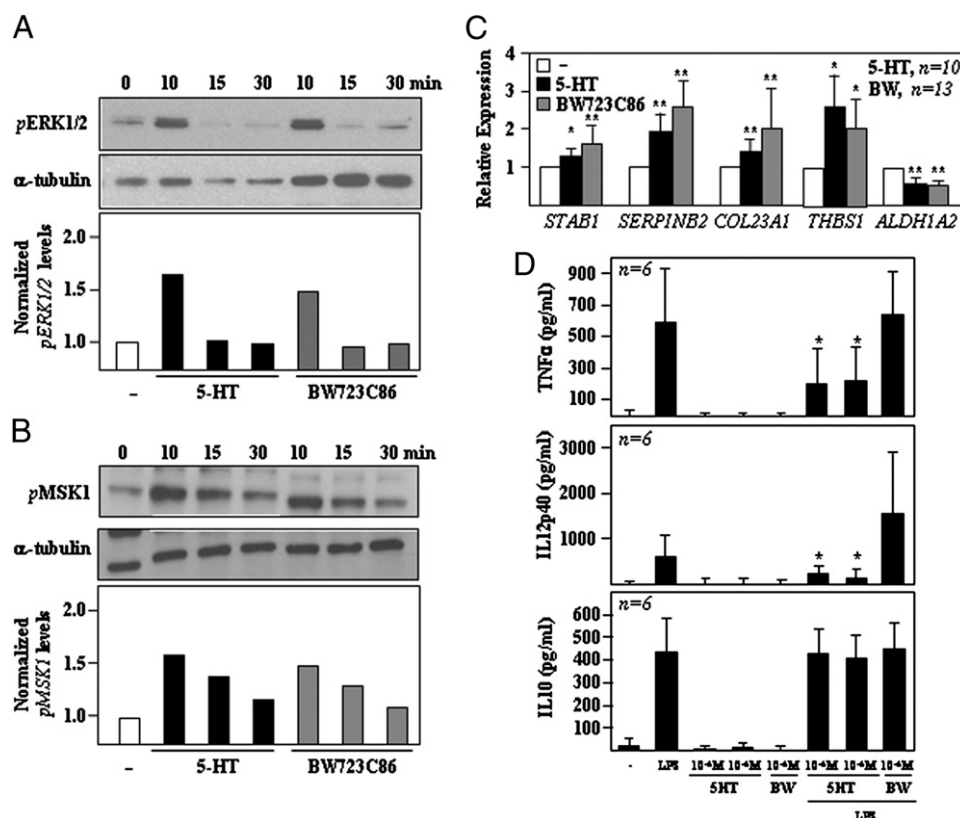 A
0 10 15 30 10 15 30 min
pERK1/2
α-tubulin
Normalized
pERK1/2 levels
2.0
1.5
1.0
– 5-HT BW723C86
B
0 10 15 30 10 15 30 min
pMSK1
α-tubulin
Normalized
pMSK1 levels
2.0
1.5
1.0
– 5-HT BW723C86
C
Relative Expression
4
3
2
1
–
5-HT
BW723C86
5-HT, n=10
BW, n=13
* ** ** ** ** ** * * ** **
STAB1 SERPINB2 COL23A1 THBS1 ALDH1A2
D
n=6
TNFα (pg/ml)
900
700
500
300
100
* *
n=6
IL12p40 (pg/ml)
3000
2000
1000
* *
n=6
IL10 (pg/ml)
600
500
400
300
200
100
- LPS
5HT BW 5HT BW
LPS